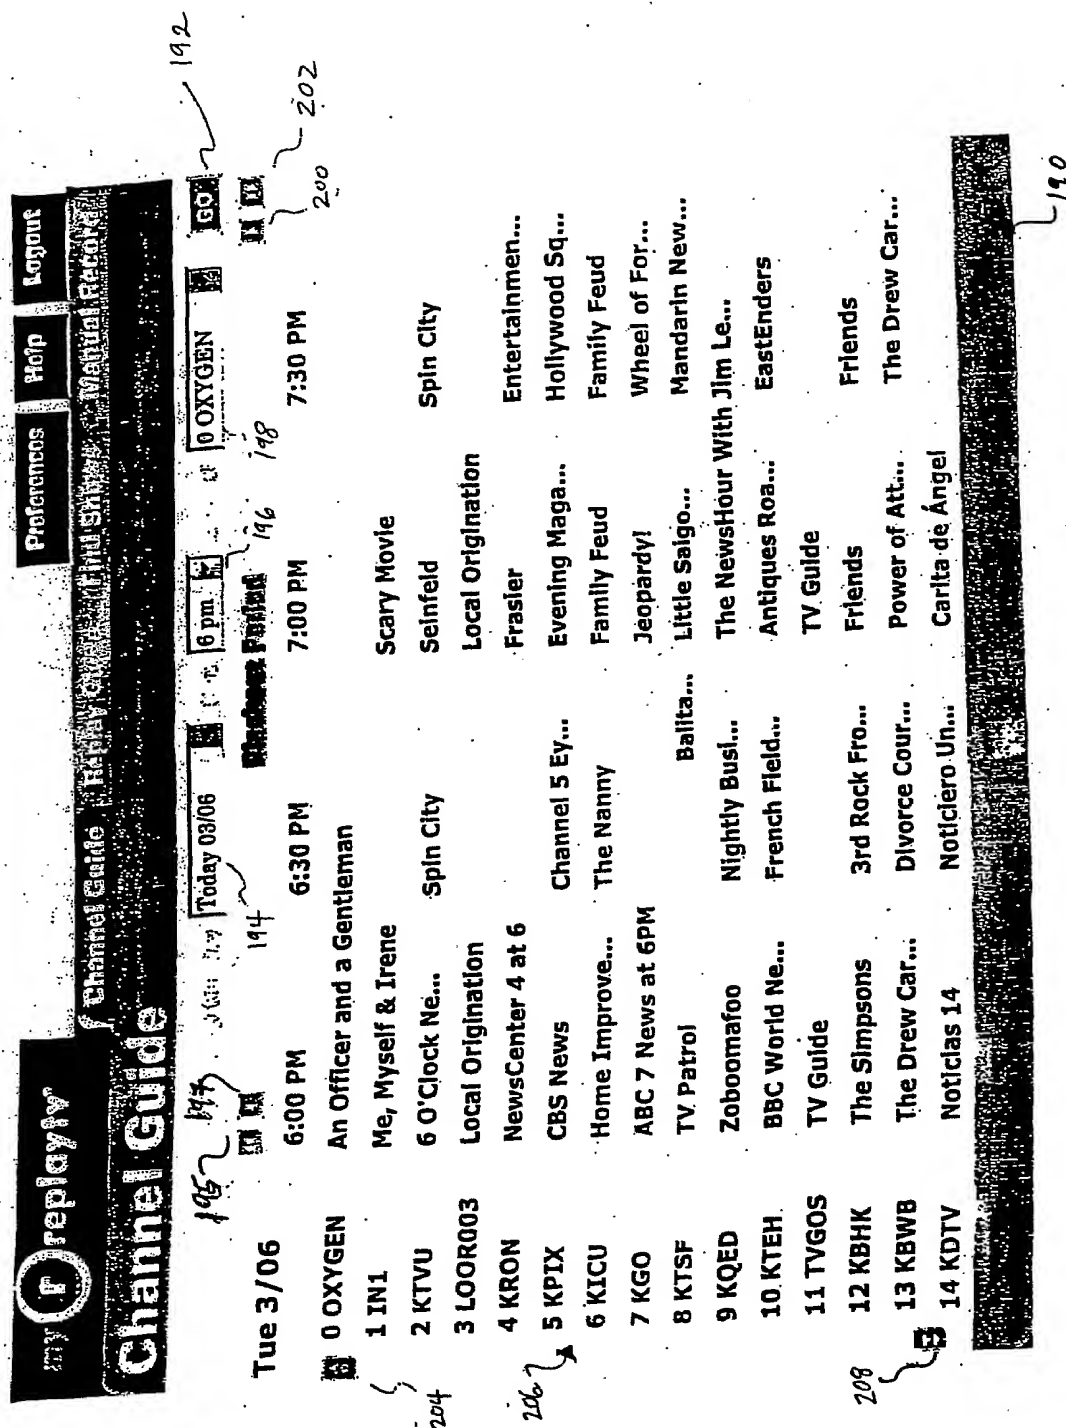 my r replaytv
Preferences Help Logout
Channel Guide Replay Guide Find Shows Manual Record
Channel Guide
195 197 Today 03/06 6 pm or 0 OXYGEN GO 192
194 196 198 200 202
Tue 3/06 6:00 PM 6:30 PM 7:00 PM 7:30 PM
0 OXYGEN An Officer and a Gentleman
1 IN1 Me, Myself & Irene Scary Movie
2 KTVU 6 O'Clock Ne... Spin City Seinfeld Spin City
3 LOOR003 Local Origination Local Origination
4 KRON NewsCenter 4 at 6 Frasier Entertainmen...
5 KPIX CBS News Channel 5 Ey... Evening Maga... Hollywood Sq...
6 KICU Home Improve... The Nanny Family Feud Family Feud
7 KGO ABC 7 News at 6PM Jeopardy! Wheel of For...
8 KTSF TV Patrol Balita... Little Saigo... Mandarin New...
9 KQED Zoboomafoo Nightly Busi... The NewsHour With Jim Le...
10 KTEH BBC World Ne... French Field... Antiques Roa... EastEnders
11 TVGOS TV Guide TV Guide
12 KBHK The Simpsons 3rd Rock Fro... Friends Friends
13 KBWB The Drew Car... Divorce Cour... Power of Att... The Drew Car...
14 KDTV Noticias 14 Noticiero Un... Carita de Ángel
204
206
208
190